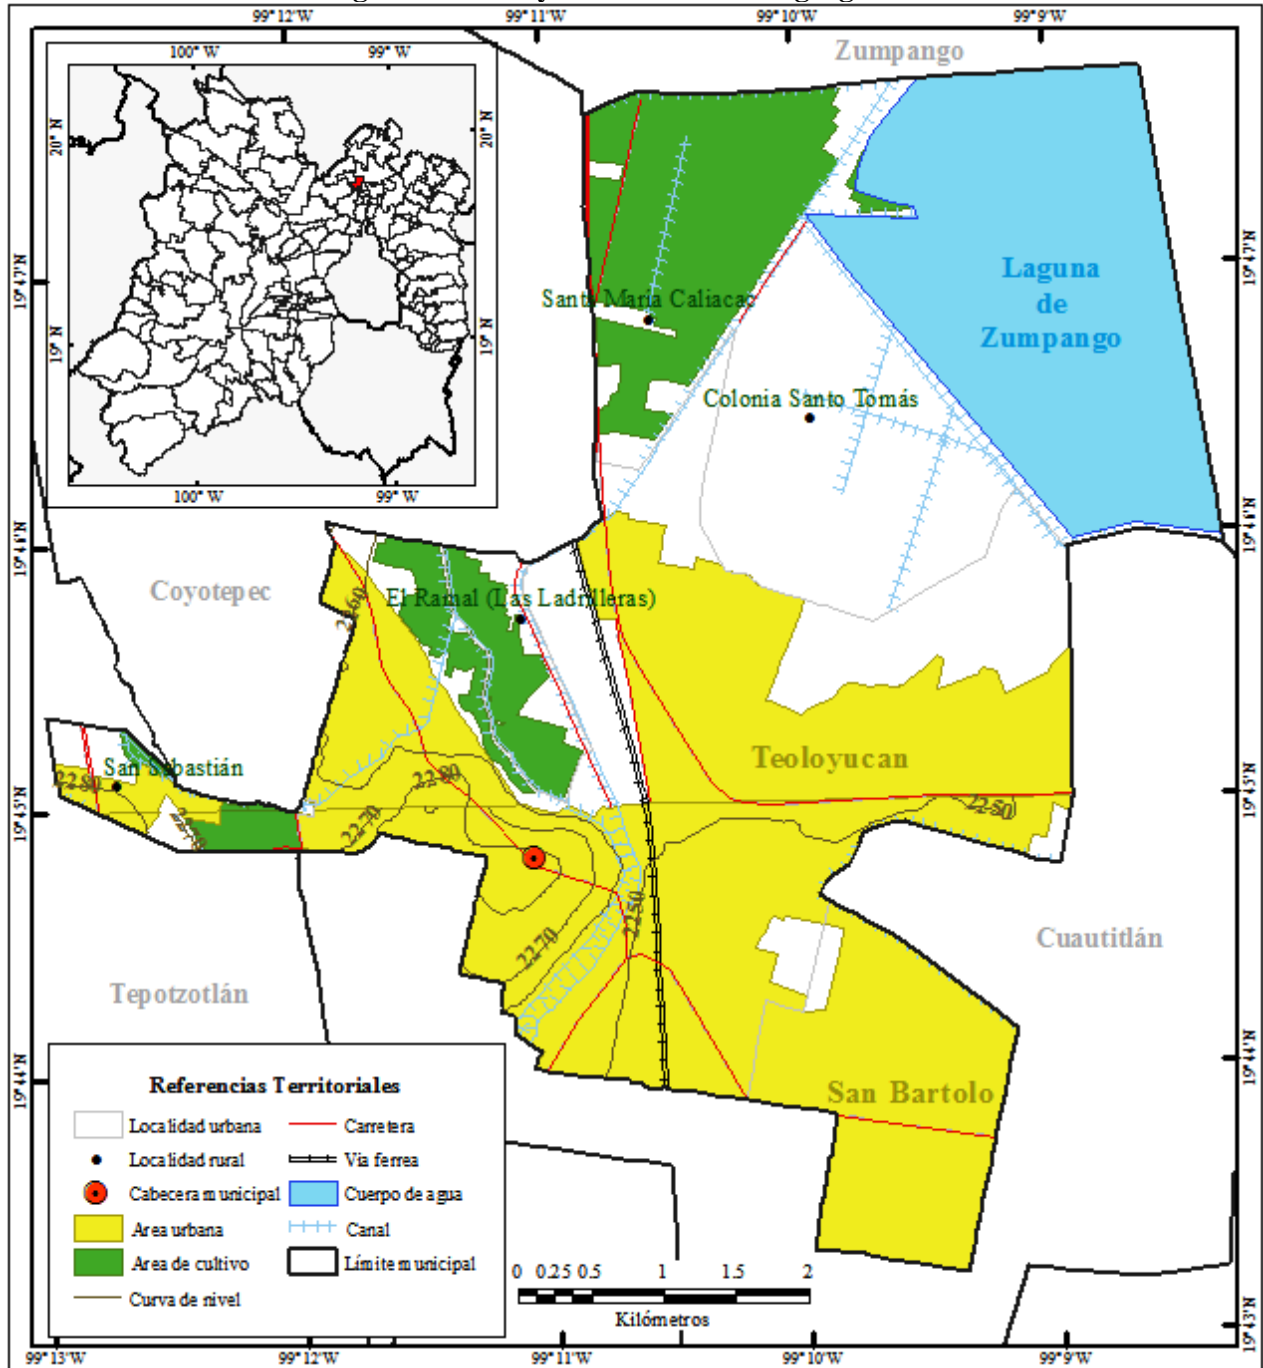 99°12'W 99°11'W 99°10'W 99°9'W
Zumpango
100° W 99° W
20° N 20° N
19° N 19° N
100° W 99° W
19°47'N 19°47'N
Laguna
de
Zumpango
Santa María Caliacac
Colonia Santo Tomás
19°46'N 19°46'N
Coyotepec
2260
El Ramal (Las Ladrilleras)
Teoloyucan
San Sebastián
2280 2280
2270 2270
2250
19°45'N 19°45'N
2250
2270
Cuautitlán
Tepotzotlán
19°44'N 19°44'N
San Bartolo
Referencias Territoriales
Localidad urbana
Localidad rural
Cabecera municipal
Area urbana
Area de cultivo
Curva de nivel
Carretera
Via ferrea
Cuerpo de agua
Canal
Límite municipal
0 0.25 0.5 1 1.5 2
Kilómetros
19°43'N
99°13'W 99°12'W 99°11'W 99°10'W 99°9'W